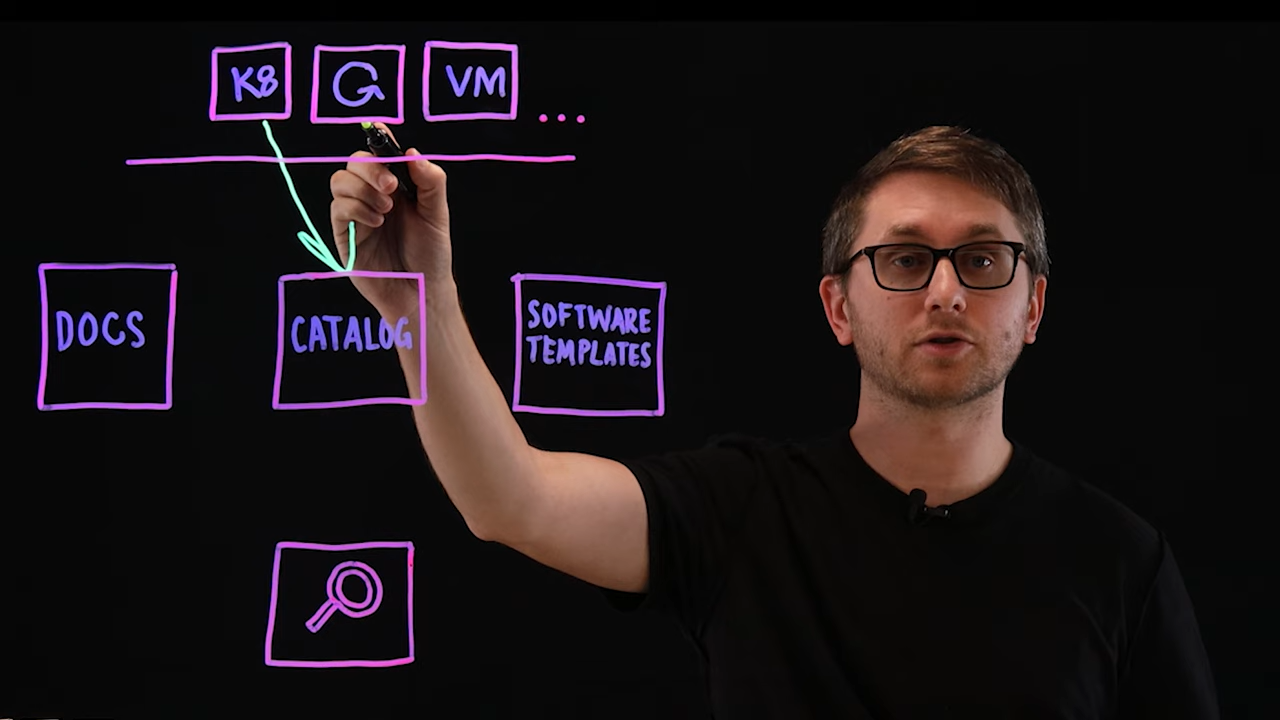 K8
VM
...
DOCS
CATALOG
SOFTWARE
TEMPLATES